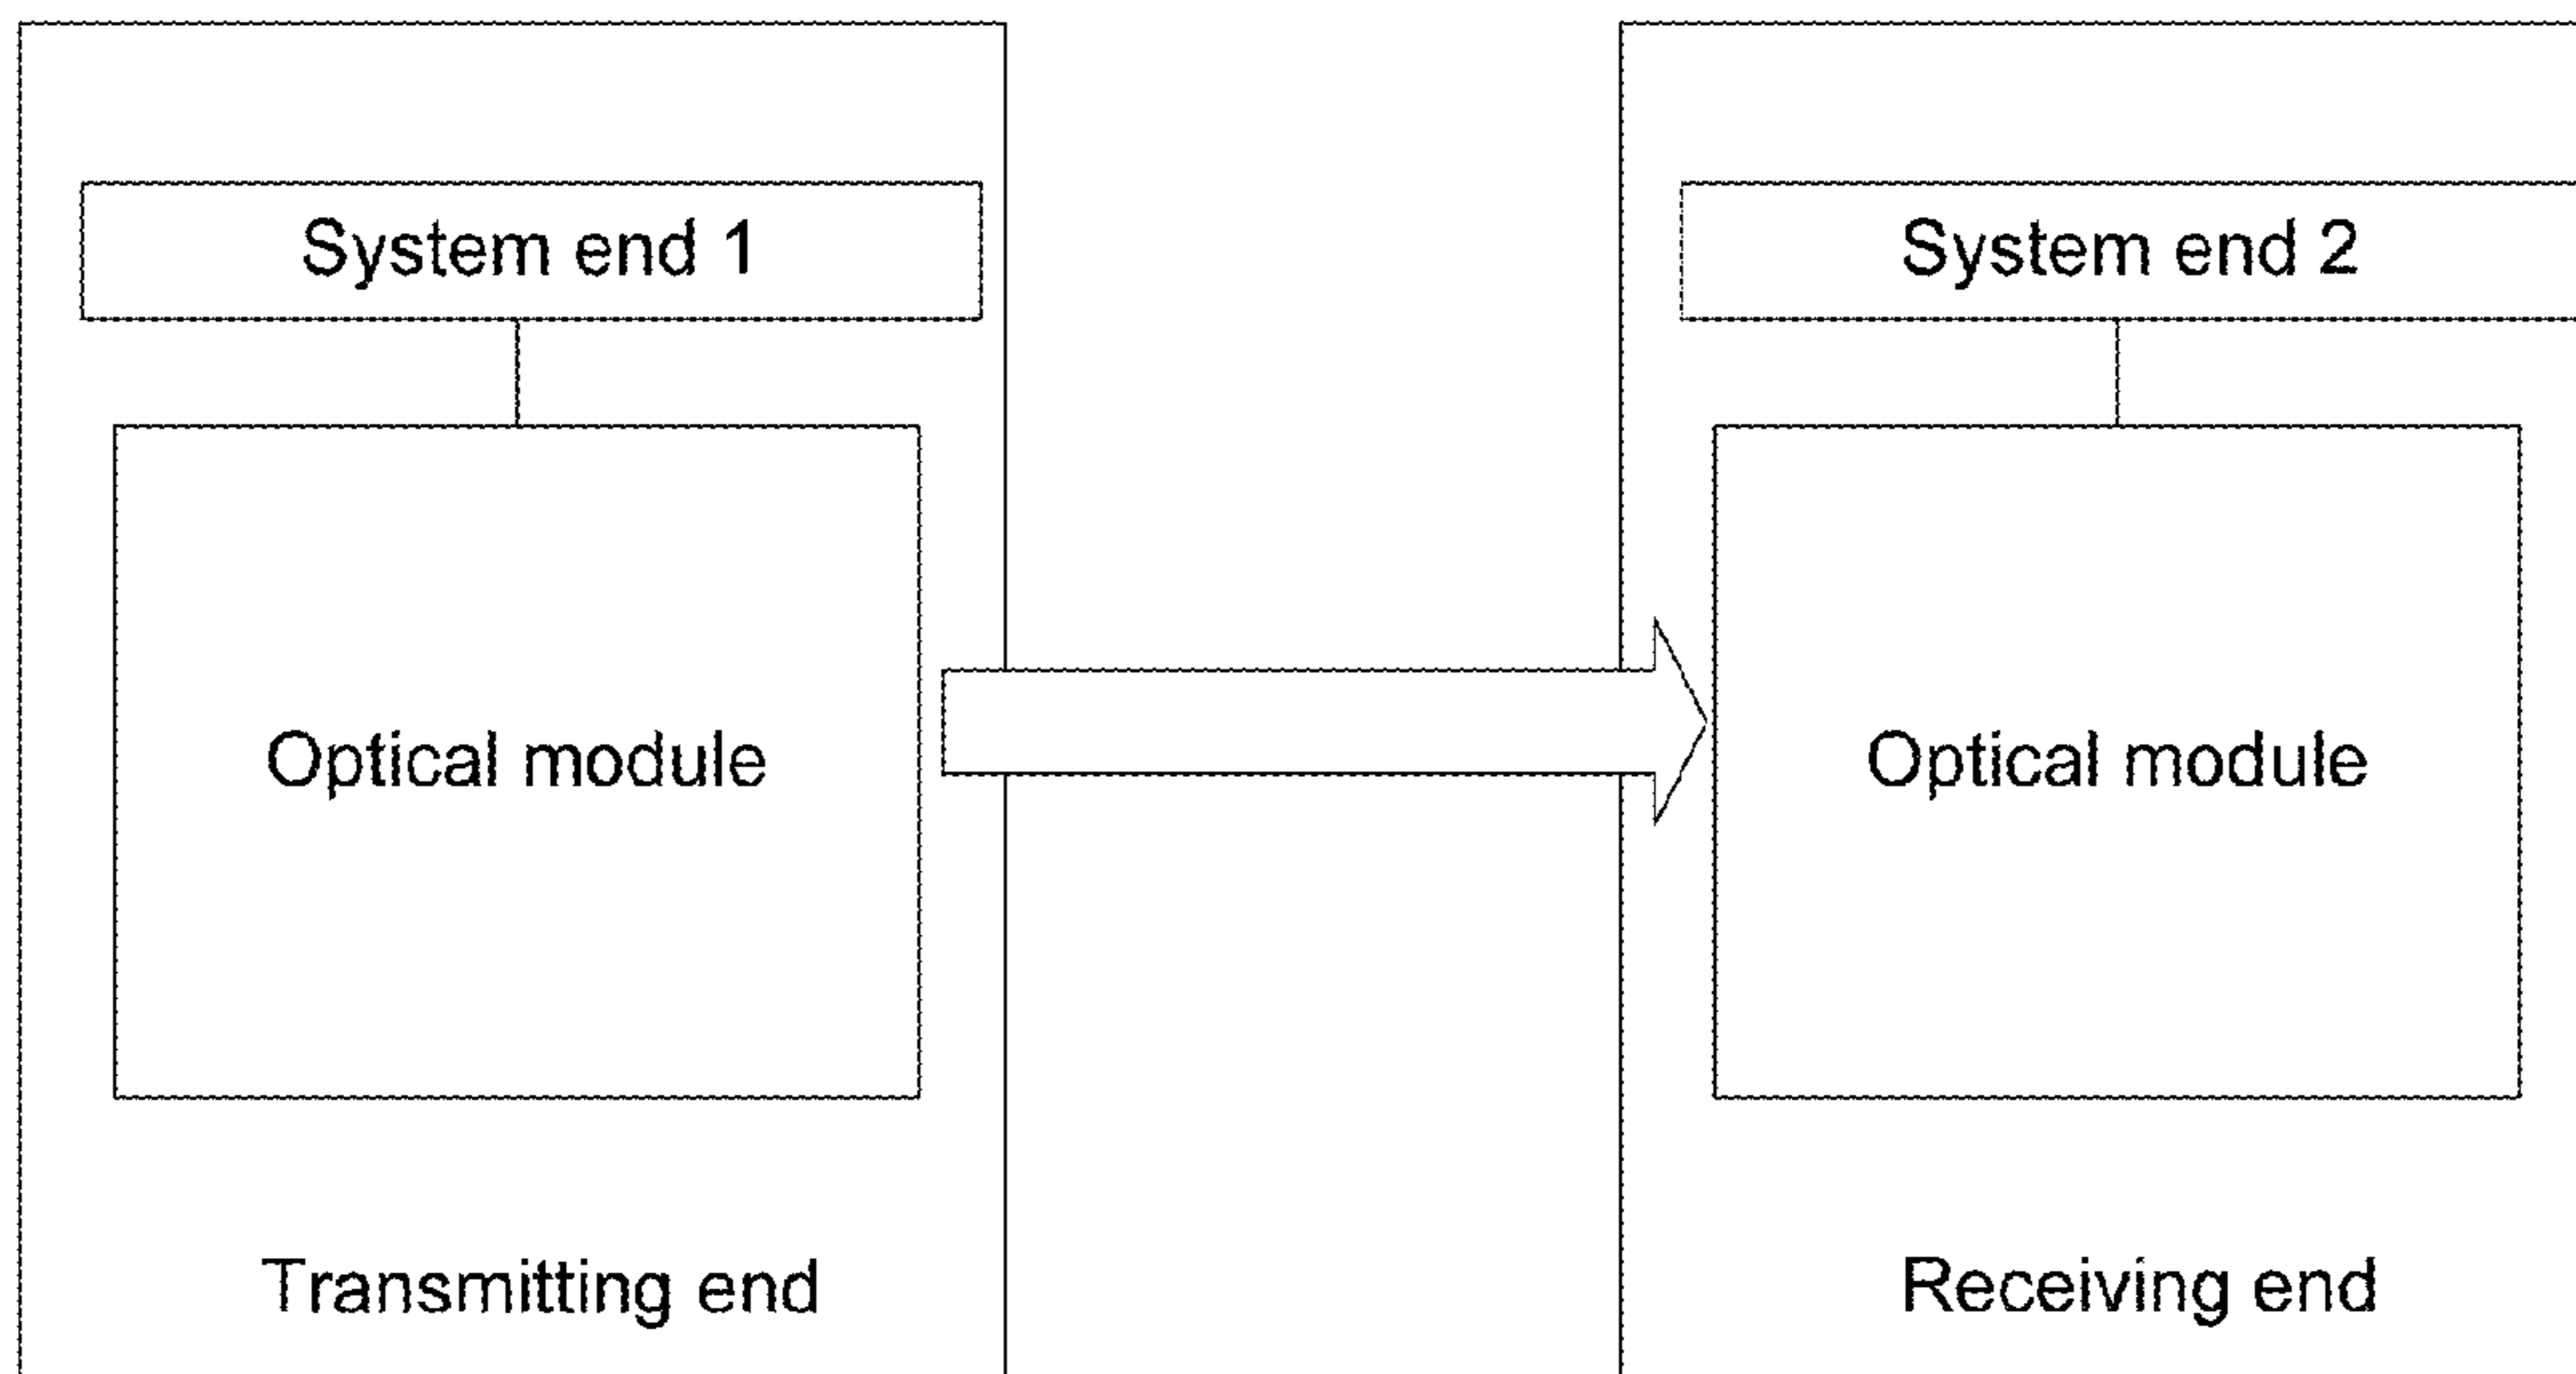 System end 1
System end 2
Optical module
Optical module
Transmitting end
Receiving end